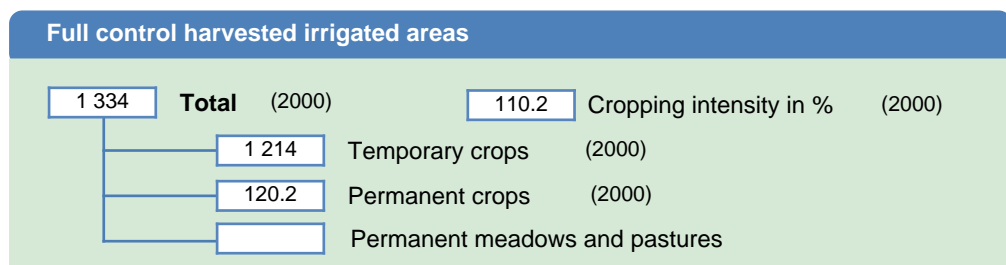 Full control harvested irrigated areas
1 334 Total (2000) 110.2 Cropping intensity in % (2000)
1 214 Temporary crops (2000)
120.2 Permanent crops (2000)
Permanent meadows and pastures